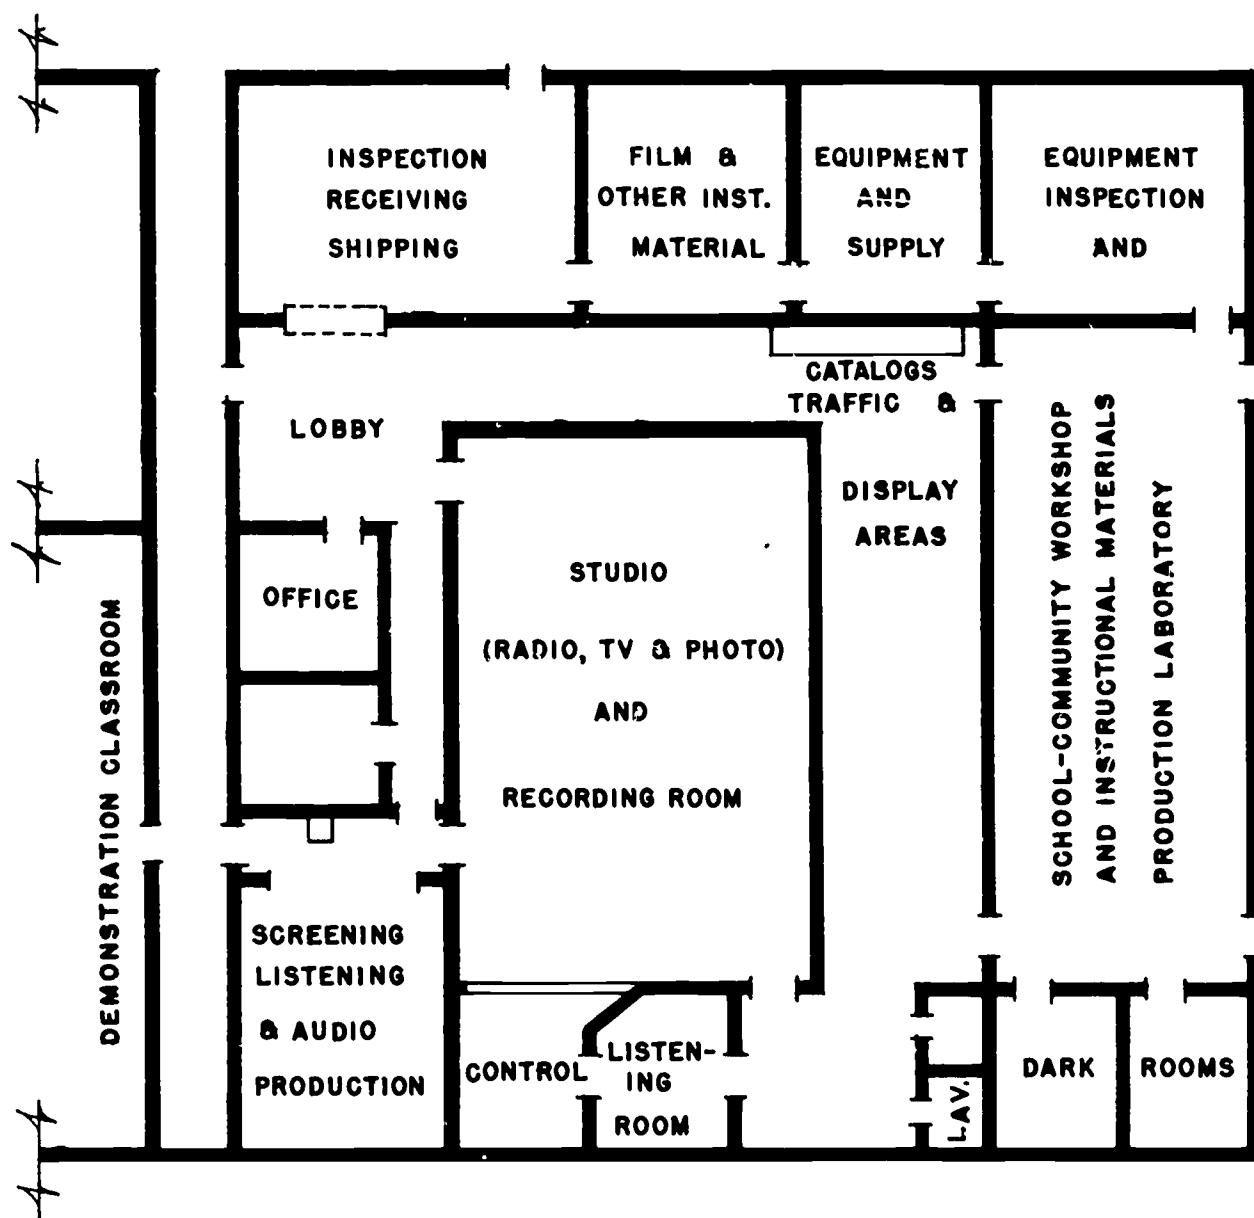 INSPECTION
RECEIVING
SHIPPING
FILM &
OTHER INST.
MATERIAL
EQUIPMENT
AND
SUPPLY
EQUIPMENT
INSPECTION
AND
CATALOGS
TRAFFIC &
DISPLAY
AREAS
LOBBY
OFFICE
STUDIO
(RADIO, TV & PHOTO)
AND
RECORDING ROOM
SCHOOL-COMMUNITY WORKSHOP
AND INSTRUCTIONAL MATERIALS
PRODUCTION LABORATORY
DEMONSTRATION CLASSROOM
SCREENING
LISTENING
& AUDIO
PRODUCTION
CONTROL
LISTEN-
ING
ROOM
LAV.
DARK ROOMS